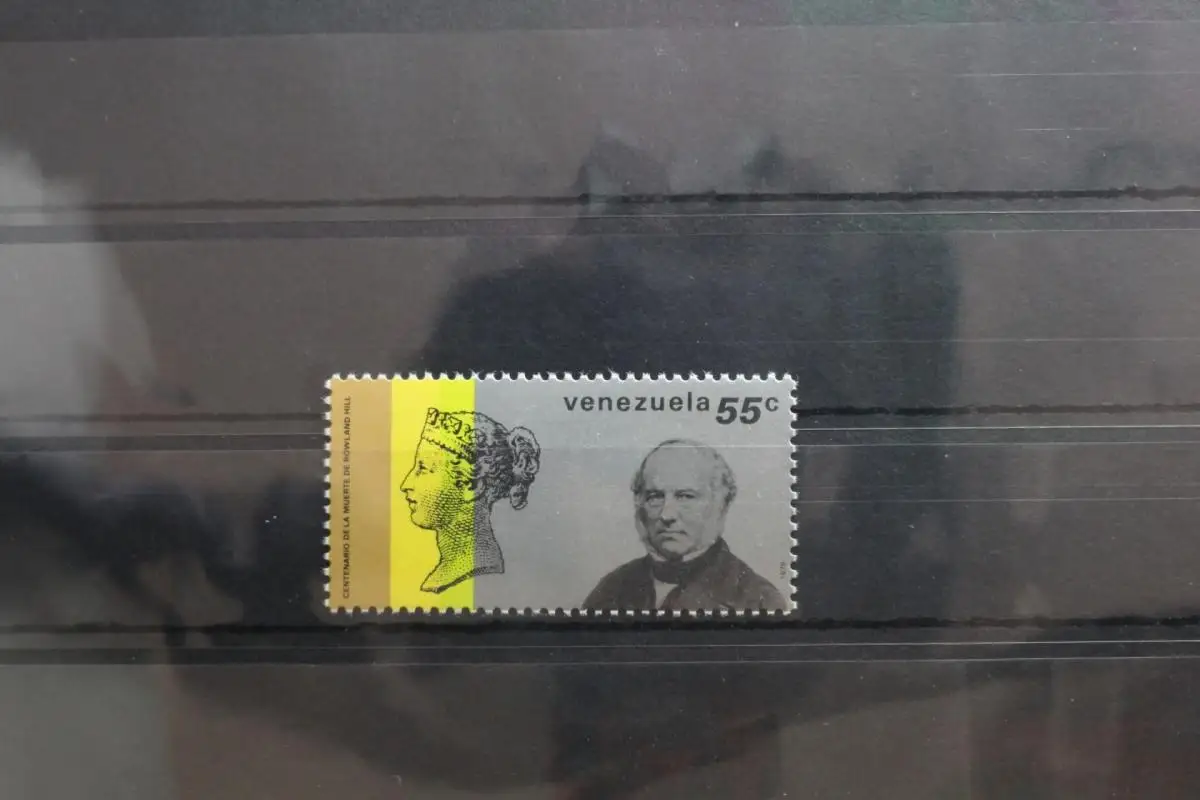 CENTENARIO DE LA MUERTE DE ROWLAND HILL
venezuela 55c
1979